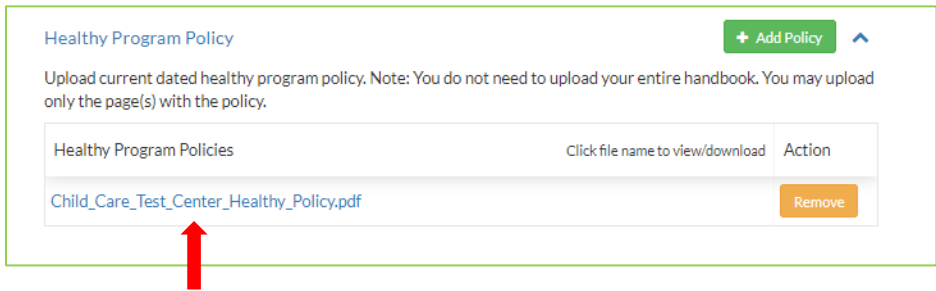 Healthy Program Policy
+ Add Policy
Upload current dated healthy program policy. Note: You do not need to upload your entire handbook. You may upload
only the page(s) with the policy.
Healthy Program Policies
Click file name to view/download
Action
Child_Care_Test_Center_Healthy_Policy.pdf
Remove